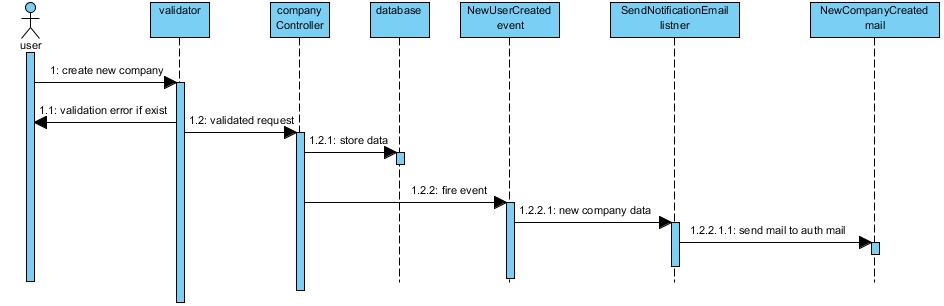 validator
company
Controller
database
NewUserCreated
event
SendNotificationEmail
listner
NewCompanyCreated
mail
user
1: create new company
1.1: validation error if exist
1.2: validated request
1.2.1: store data
1.2.2: fire event
1.2.2.1: new company data
1.2.2.1.1: send mail to auth mail